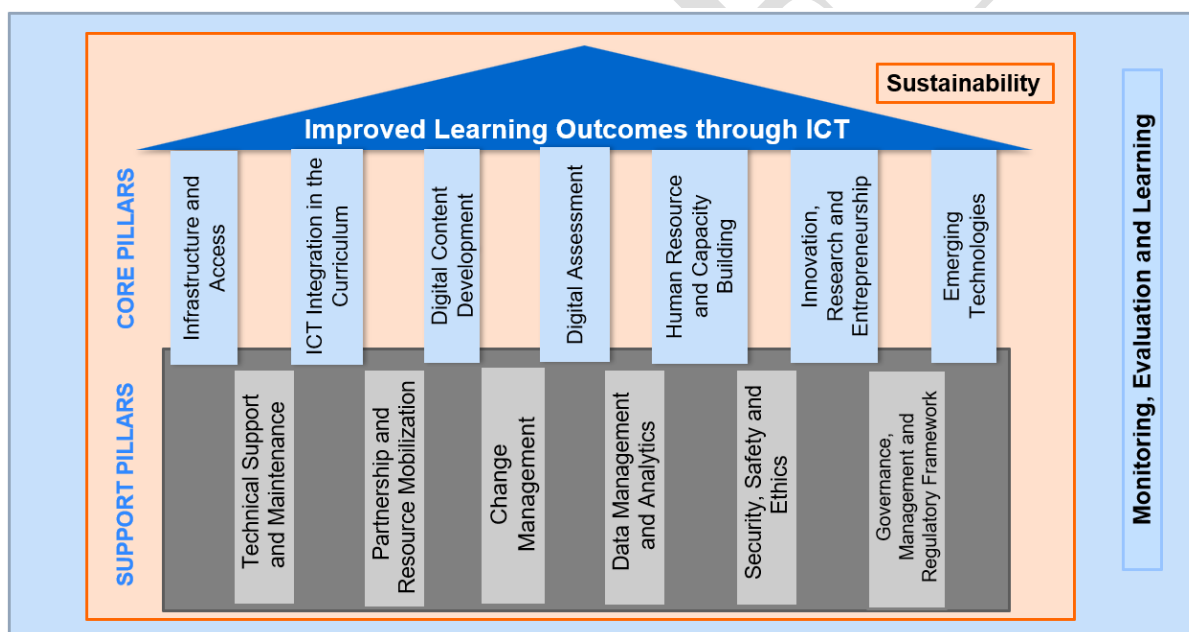 Sustainability
Improved Learning Outcomes through ICT
CORE PILLARS
Infrastructure and
Access
ICT Integration in the
Curriculum
Digital Content
Development
Digital Assessment
Human Resource
and Capacity
Building
Innovation,
Research and
Entrepreneurship
Emerging
Technologies
SUPPORT PILLARS
Technical Support
and Maintenance
Partnership and
Resource Mobilization
Change
Management
Data Management
and Analytics
Security, Safety and
Ethics
Governance,
Management and
Regulatory Framework
Monitoring, Evaluation and Learning